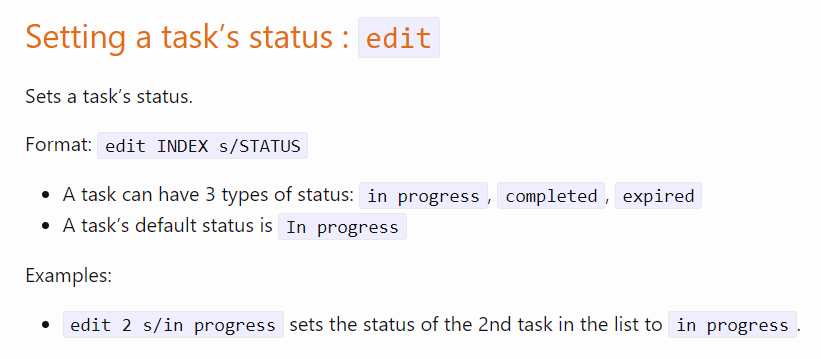 Setting a task’s status : edit
Sets a task’s status.
Format: edit INDEX s/STATUS
• A task can have 3 types of status: in progress, completed, expired
• A task’s default status is In progress
Examples:
• edit 2 s/in progress sets the status of the 2nd task in the list to in progress.